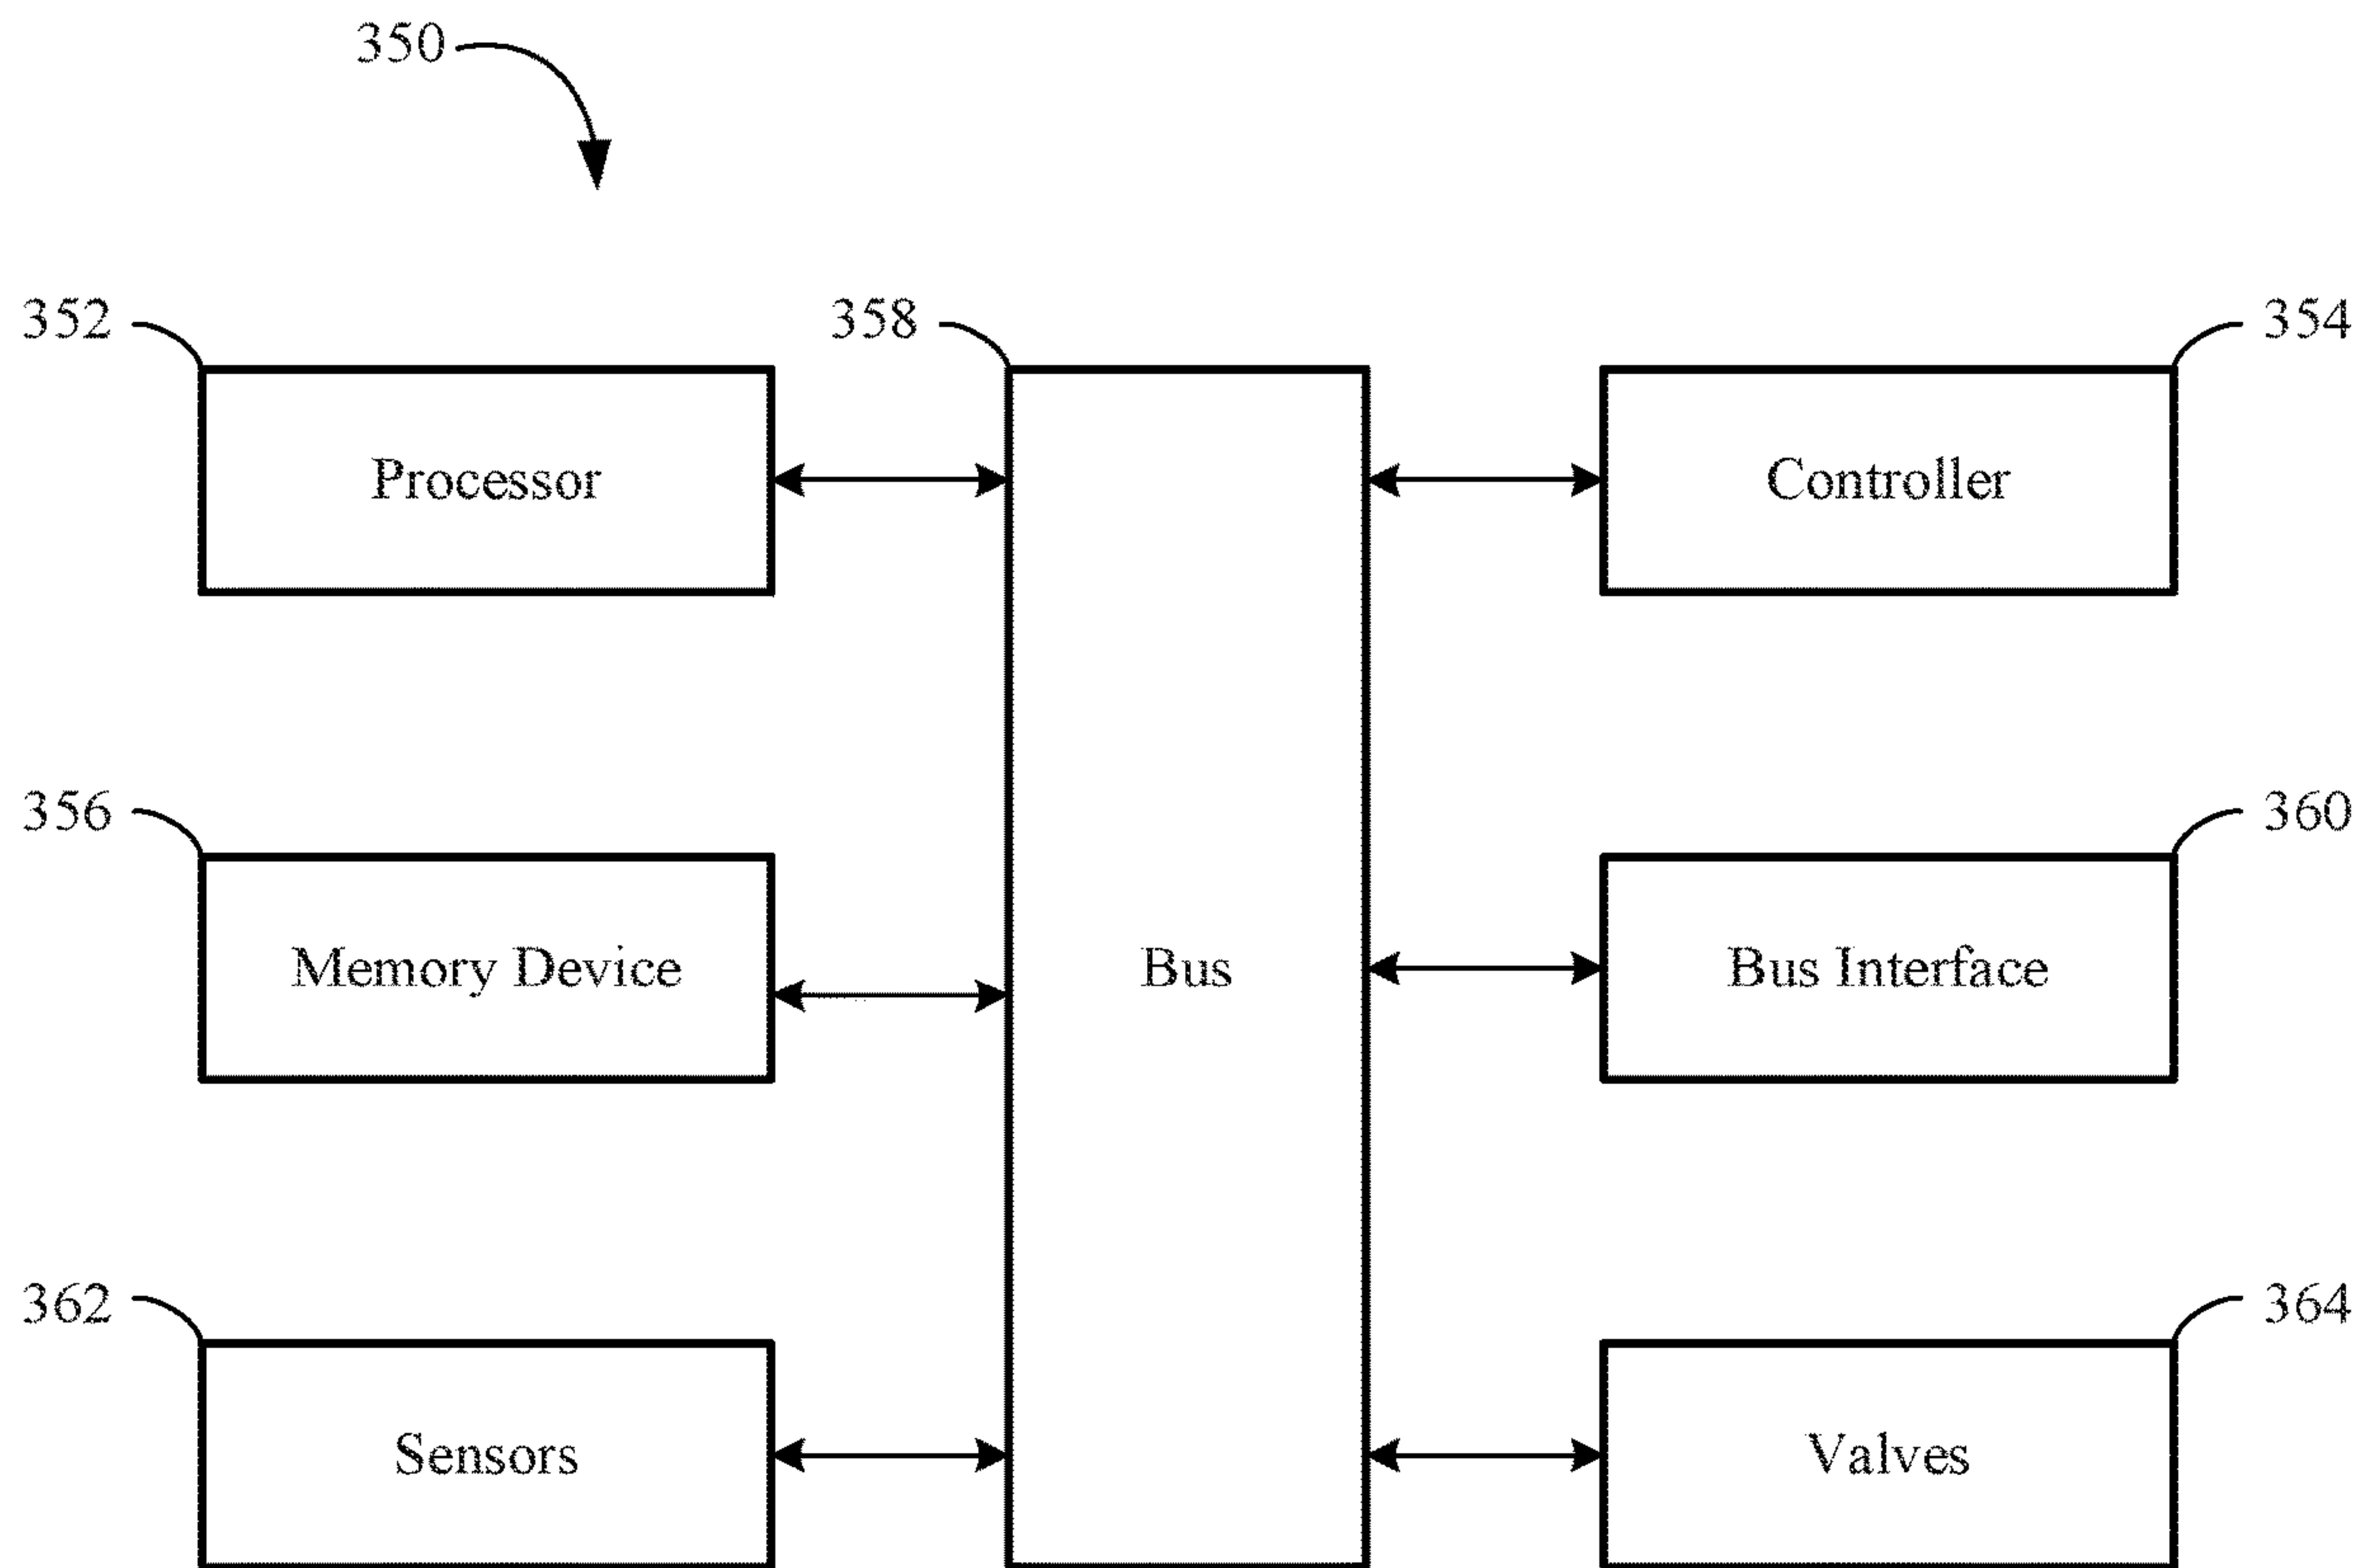 350
352
358
354
Processor
Controller
356
360
Memory Device
Bus
Bus Interface
362
364
Sensors
Valves